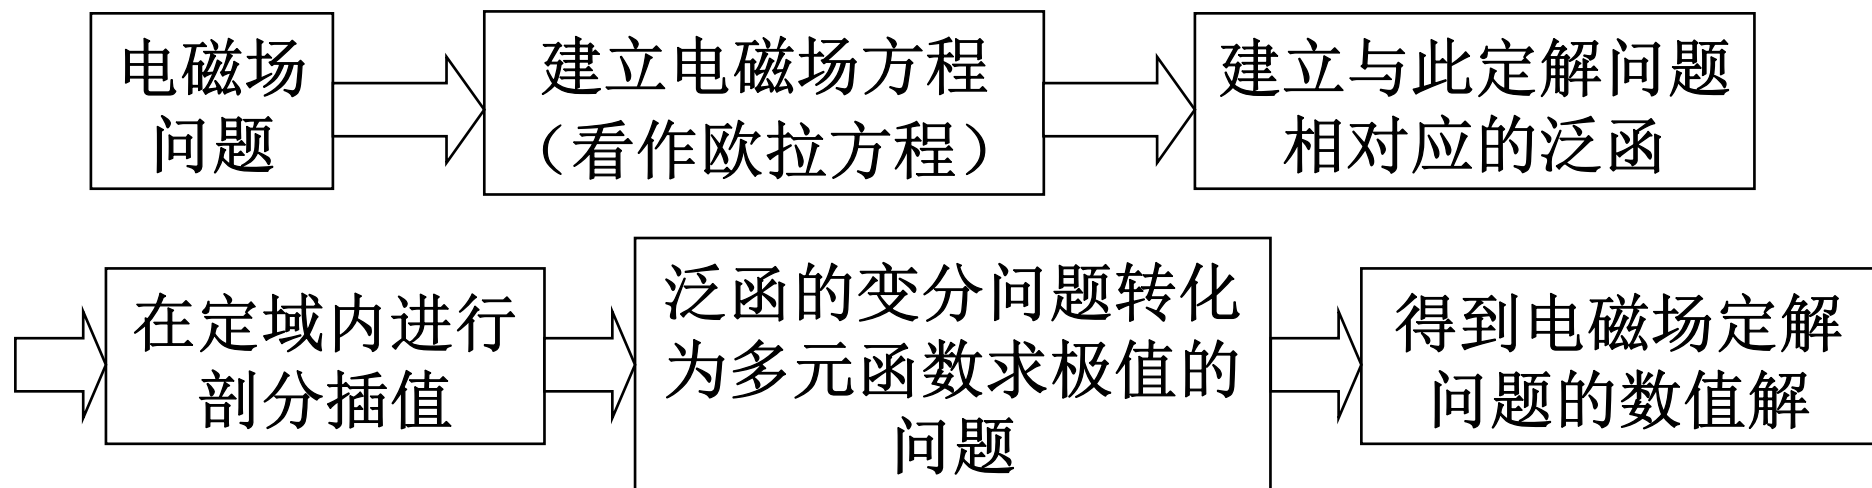 电磁场
问题
建立电磁场方程
（看作欧拉方程）
建立与此定解问题
相对应的泛函
在定域内进行
剖分插值
泛函的变分问题转化
为多元函数求极值的
问题
得到电磁场定解
问题的数值解